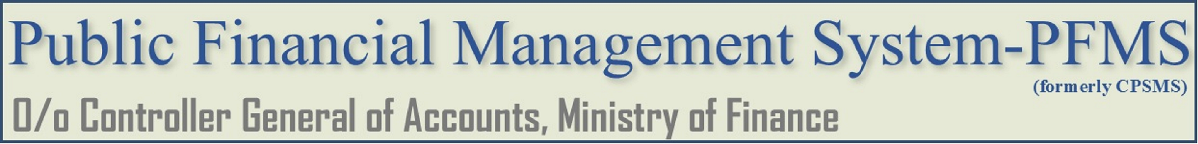 Public Financial Management System-PFMS
(formerly CPSMS)
O/o Controller General of Accounts, Ministry of Finance